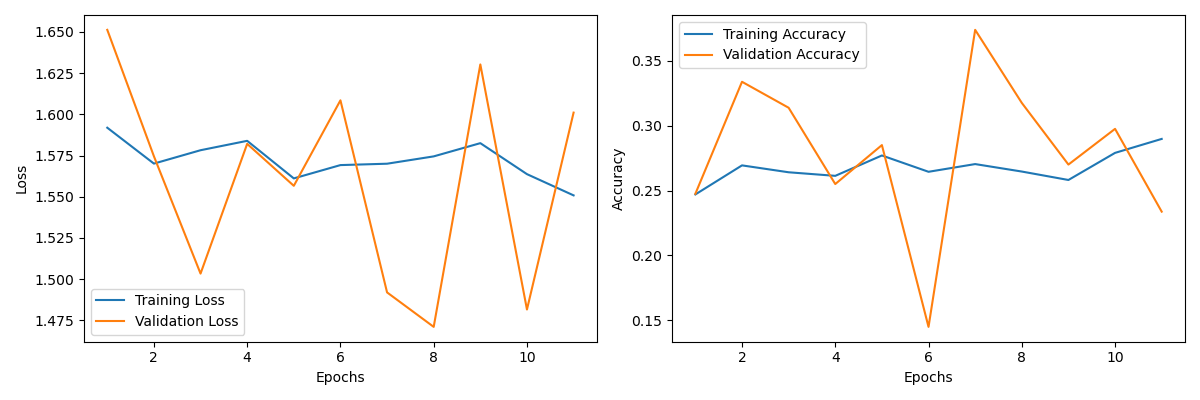 1.650
1.625
1.600
1.575
1.550
1.525
1.500
1.475
Loss
Training Loss
Validation Loss
2 4 6 8 10
Epochs
Training Accuracy
Validation Accuracy
0.35
0.30
0.25
0.20
0.15
Accuracy
2 4 6 8 10
Epochs